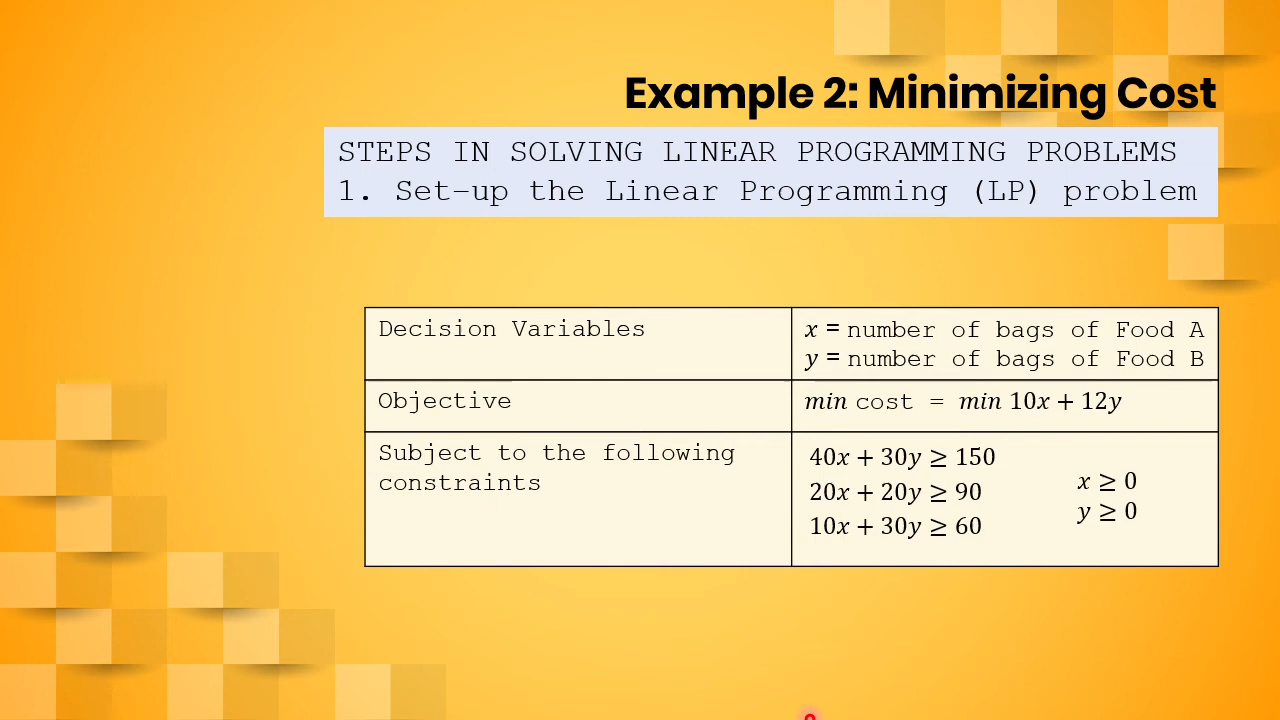 Example 2: Minimizing Cost
STEPS IN SOLVING LINEAR PROGRAMMING PROBLEMS
1. Set-up the Linear Programming (LP) problem
Decision Variables
x = number of bags of Food A
y = number of bags of Food B
Objective
min cost = min 10x + 12y
Subject to the following
constraints
40x + 30y ≥ 150
20x + 20y ≥ 90
10x + 30y ≥ 60
x ≥ 0
y ≥ 0